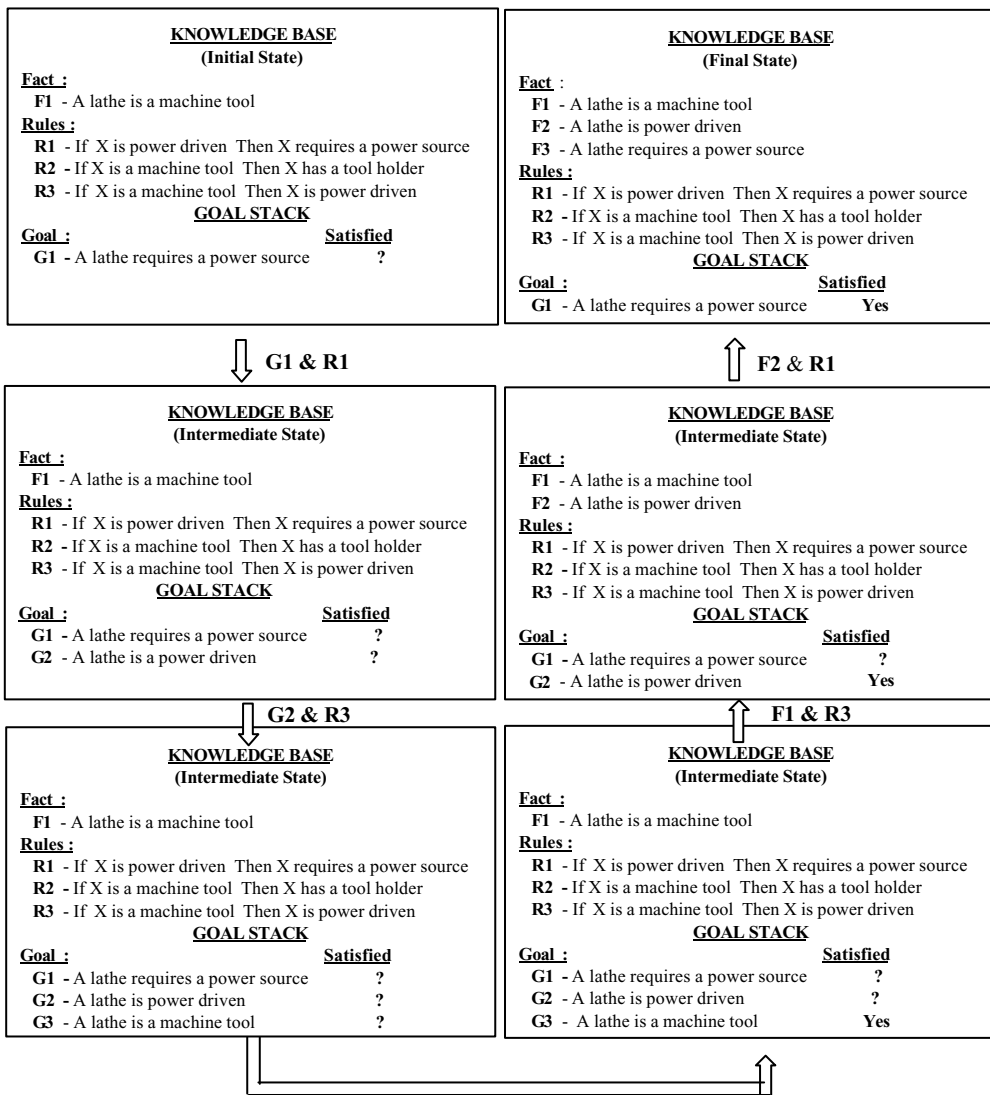 KNOWLEDGE BASE
(Initial State)
Fact :
F1 - A lathe is a machine tool
Rules :
R1 - If X is power driven Then X requires a power source
R2 - If X is a machine tool Then X has a tool holder
R3 - If X is a machine tool Then X is power driven
GOAL STACK
Goal : Satisfied
G1 - A lathe requires a power source ?
G1 & R1
KNOWLEDGE BASE
(Intermediate State)
Fact :
F1 - A lathe is a machine tool
Rules :
R1 - If X is power driven Then X requires a power source
R2 - If X is a machine tool Then X has a tool holder
R3 - If X is a machine tool Then X is power driven
GOAL STACK
Goal : Satisfied
G1 - A lathe requires a power source ?
G2 - A lathe is a power driven ?
G2 & R3
KNOWLEDGE BASE
(Intermediate State)
Fact :
F1 - A lathe is a machine tool
Rules :
R1 - If X is power driven Then X requires a power source
R2 - If X is a machine tool Then X has a tool holder
R3 - If X is a machine tool Then X is power driven
GOAL STACK
Goal : Satisfied
G1 - A lathe requires a power source ?
G2 - A lathe is power driven ?
G3 - A lathe is a machine tool ?
KNOWLEDGE BASE
(Intermediate State)
Fact :
F1 - A lathe is a machine tool
Rules :
R1 - If X is power driven Then X requires a power source
R2 - If X is a machine tool Then X has a tool holder
R3 - If X is a machine tool Then X is power driven
GOAL STACK
Goal : Satisfied
G1 - A lathe requires a power source ?
G2 - A lathe is power driven ?
G3 - A lathe is a machine tool Yes
F1 & R3
KNOWLEDGE BASE
(Intermediate State)
Fact :
F1 - A lathe is a machine tool
F2 - A lathe is power driven
Rules :
R1 - If X is power driven Then X requires a power source
R2 - If X is a machine tool Then X has a tool holder
R3 - If X is a machine tool Then X is power driven
GOAL STACK
Goal : Satisfied
G1 - A lathe requires a power source ?
G2 - A lathe is power driven Yes
F2 & R1
KNOWLEDGE BASE
(Final State)
Fact :
F1 - A lathe is a machine tool
F2 - A lathe is power driven
F3 - A lathe requires a power source
Rules :
R1 - If X is power driven Then X requires a power source
R2 - If X is a machine tool Then X has a tool holder
R3 - If X is a machine tool Then X is power driven
GOAL STACK
Goal : Satisfied
G1 - A lathe requires a power source Yes